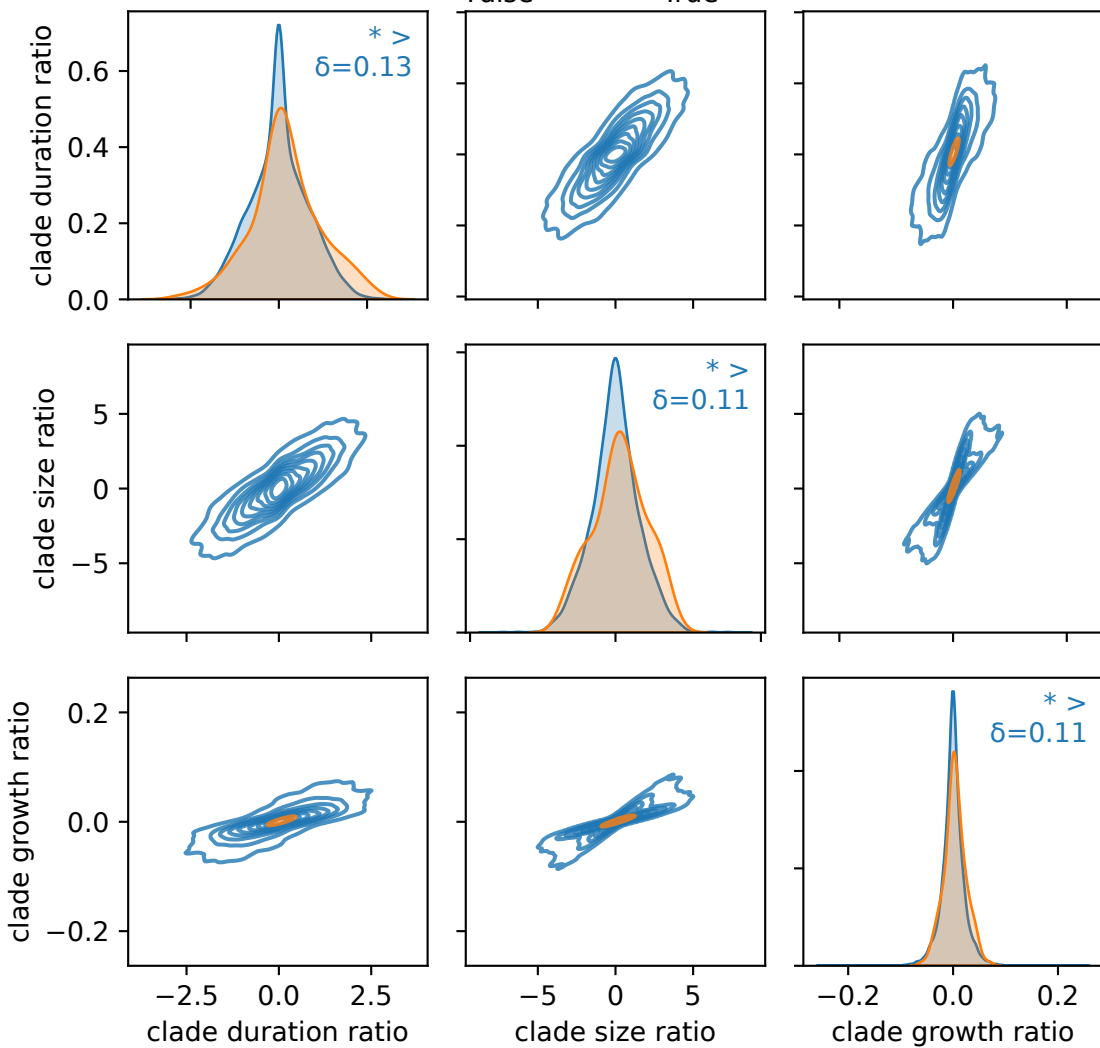 False True
clade duration ratio
0.6
0.4
0.2
0.0
* >
δ=0.13
clade size ratio
5
0
−5
* >
δ=0.11
clade growth ratio
0.2
0.0
−0.2
* >
δ=0.11
−2.5 0.0 2.5
−5 0 5
−0.2 0.0 0.2
clade duration ratio
clade size ratio
clade growth ratio